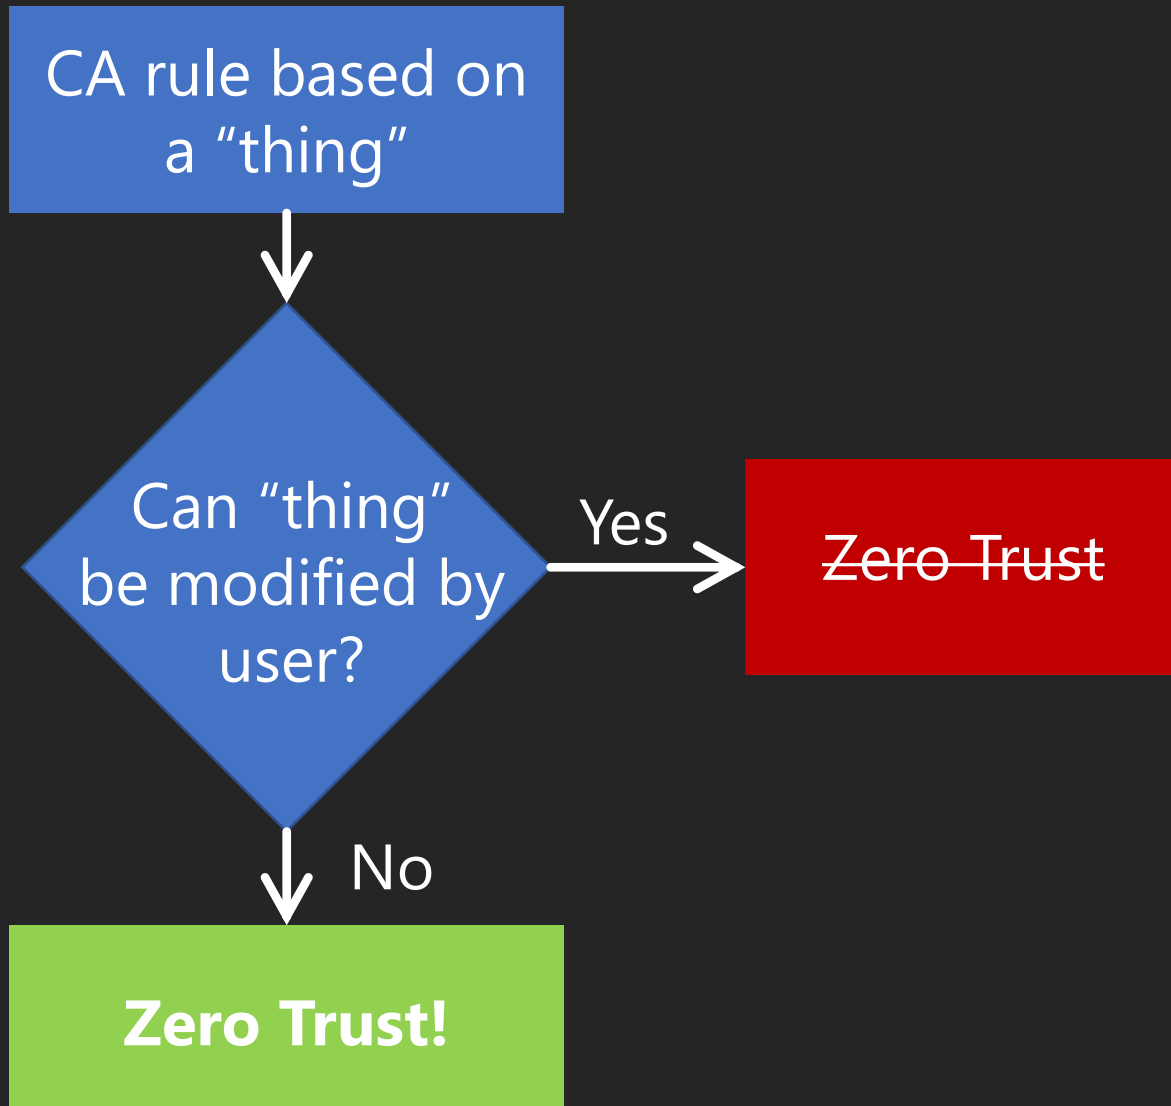 CA rule based on
a “thing”
Can “thing”
be modified by
user?
Yes
Zero Trust
No
Zero Trust!